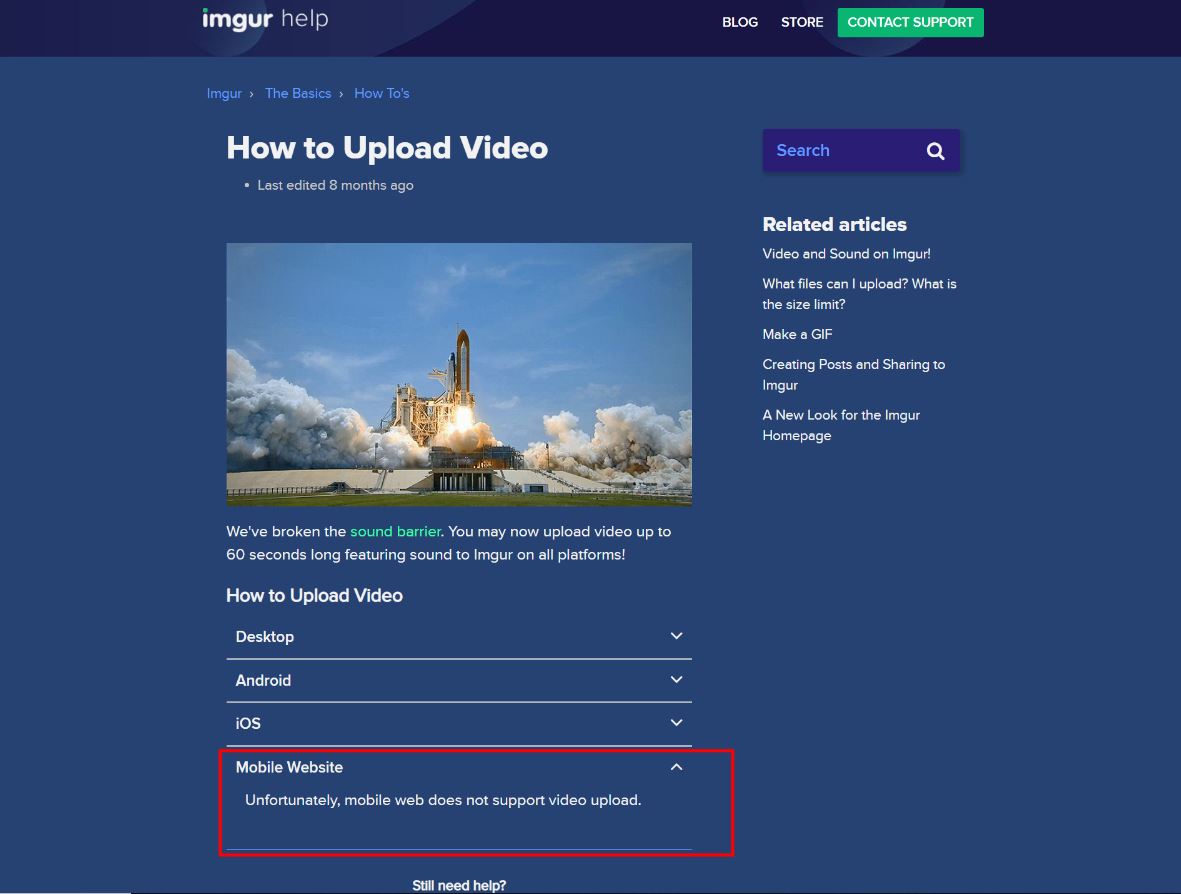 imgur help
BLOG STORE CONTACT SUPPORT
Imgur › The Basics › How To's
How to Upload Video
• Last edited 8 months ago
We've broken the sound barrier. You may now upload video up to
60 seconds long featuring sound to Imgur on all platforms!
How to Upload Video
Desktop
Android
iOS
Mobile Website
Unfortunately, mobile web does not support video upload.
Still need help?
Search
Related articles
Video and Sound on Imgur!
What files can I upload? What is
the size limit?
Make a GIF
Creating Posts and Sharing to
Imgur
A New Look for the Imgur
Homepage